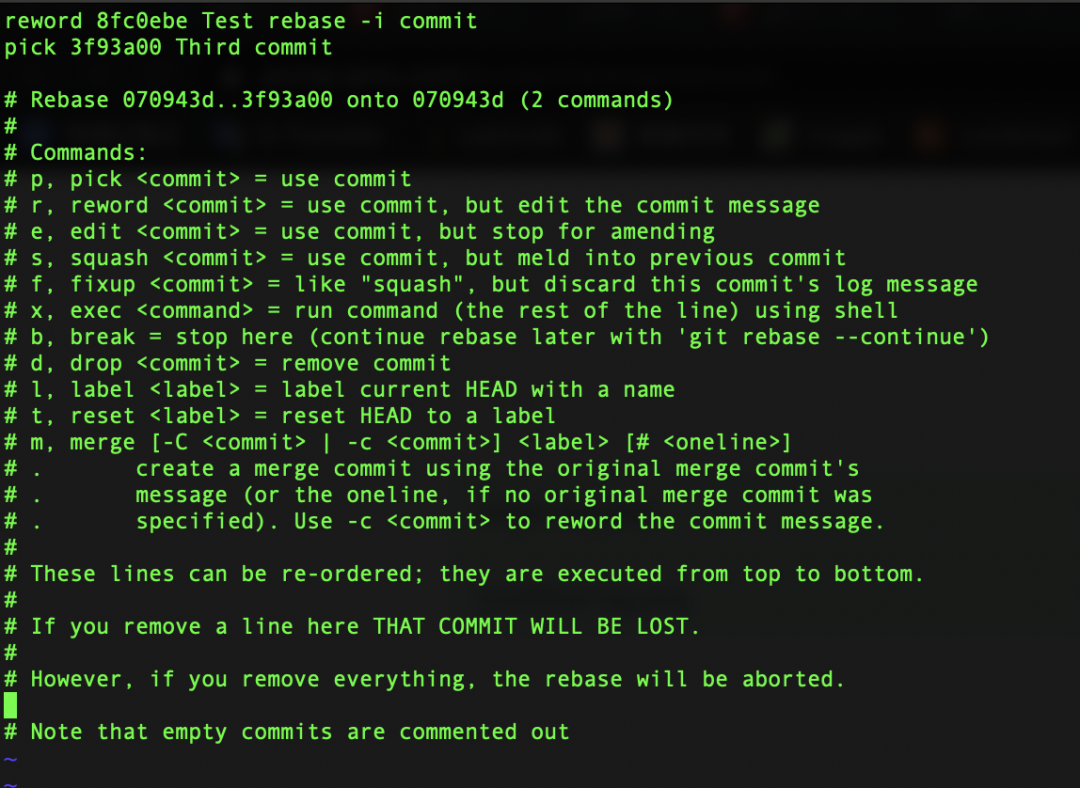 reword 8fc0ebe Test rebase -i commit
pick 3f93a00 Third commit
# Rebase 070943d..3f93a00 onto 070943d (2 commands)
#
# Commands:
# p, pick <commit> = use commit
# r, reword <commit> = use commit, but edit the commit message
# e, edit <commit> = use commit, but stop for amending
# s, squash <commit> = use commit, but meld into previous commit
# f, fixup <commit> = like "squash", but discard this commit's log message
# x, exec <command> = run command (the rest of the line) using shell
# b, break = stop here (continue rebase later with 'git rebase --continue')
# d, drop <commit> = remove commit
# l, label <label> = label current HEAD with a name
# t, reset <label> = reset HEAD to a label
# m, merge [-C <commit> | -c <commit>] <label> [# <oneline>]
# .       create a merge commit using the original merge commit's
# .       message (or the oneline, if no original merge commit was
# .       specified). Use -c <commit> to reword the commit message.
#
# These lines can be re-ordered; they are executed from top to bottom.
#
# If you remove a line here THAT COMMIT WILL BE LOST.
#
# However, if you remove everything, the rebase will be aborted.
# Note that empty commits are commented out
~
~